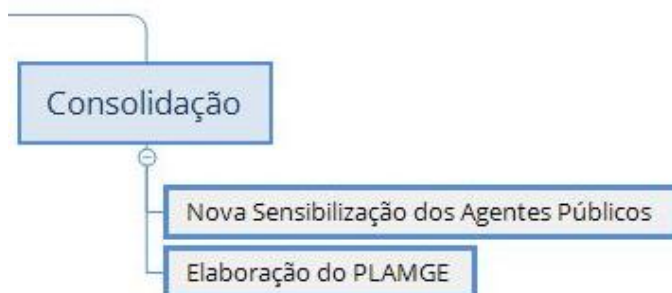 Consolidação
Nova Sensibilização dos Agentes Públicos
Elaboração do PLAMGE